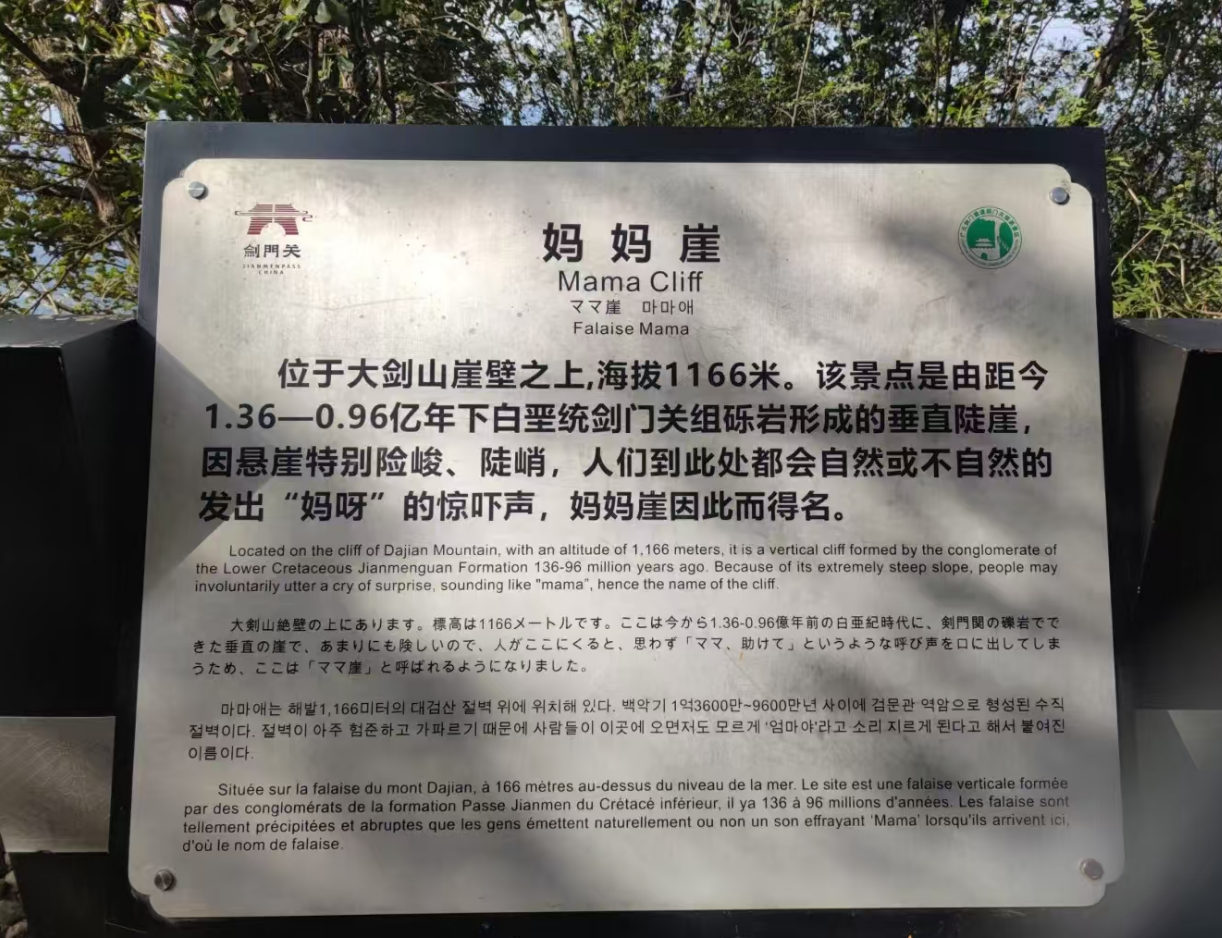 劍門关
JIANMENPASS
CHINA
妈妈崖
Mama Cliff
ママ崖 마마애
Falaise Mama
位于大剑山崖壁之上,海拔1166米。该景点是由距今
1.36—0.96亿年下白垩统剑门关组砾岩形成的垂直陡崖，
因悬崖特别险峻、陡峭，人们到此处都会自然或不自然的
发出“妈呀”的惊吓声，妈妈崖因此而得名。
Located on the cliff of Dajian Mountain, with an altitude of 1,166 meters, it is a vertical cliff formed by the conglomerate of
the Lower Cretaceous Jianmenguan Formation 136-96 million years ago. Because of its extremely steep slope, people may
involuntarily utter a cry of surprise, sounding like "mama", hence the name of the cliff.
大剣山絶壁の上にあります。標高は1166メートルです。ここは今から1.36-0.96億年前の白亜紀時代に、剣門関の礫岩でで
きた垂直の崖で、あまりにも険しいので、人がここにくると、思わず「ママ、助けて」というような呼び声を口に出してしま
うため、ここは「ママ崖」と呼ばれるようになりました。
마마애는 해발1,166미터의 대검산 절벽 위에 위치해 있다. 백악기 1억3600만~9600만년 사이에 검문관 역암으로 형성된 수직
절벽이다. 절벽이 아주 험준하고 가파르기 때문에 사람들이 이곳에 오면저도 모르게 ‘엄마야’라고 소리 지르게 된다고 해서 붙여진
이름이다.
Située sur la falaise du mont Dajian, à 166 mètres au-dessus du niveau de la mer. Le site est une falaise verticale formée
par des conglomérats de la formation Passe Jianmen du Crétacé inférieur, il ya 136 à 96 millions d'années. Les falaise sont
tellement précipitées et abruptes que les gens émettent naturellement ou non un son effrayant ‘Mama’ lorsqu'ils arrivent ici,
d'où le nom de falaise.